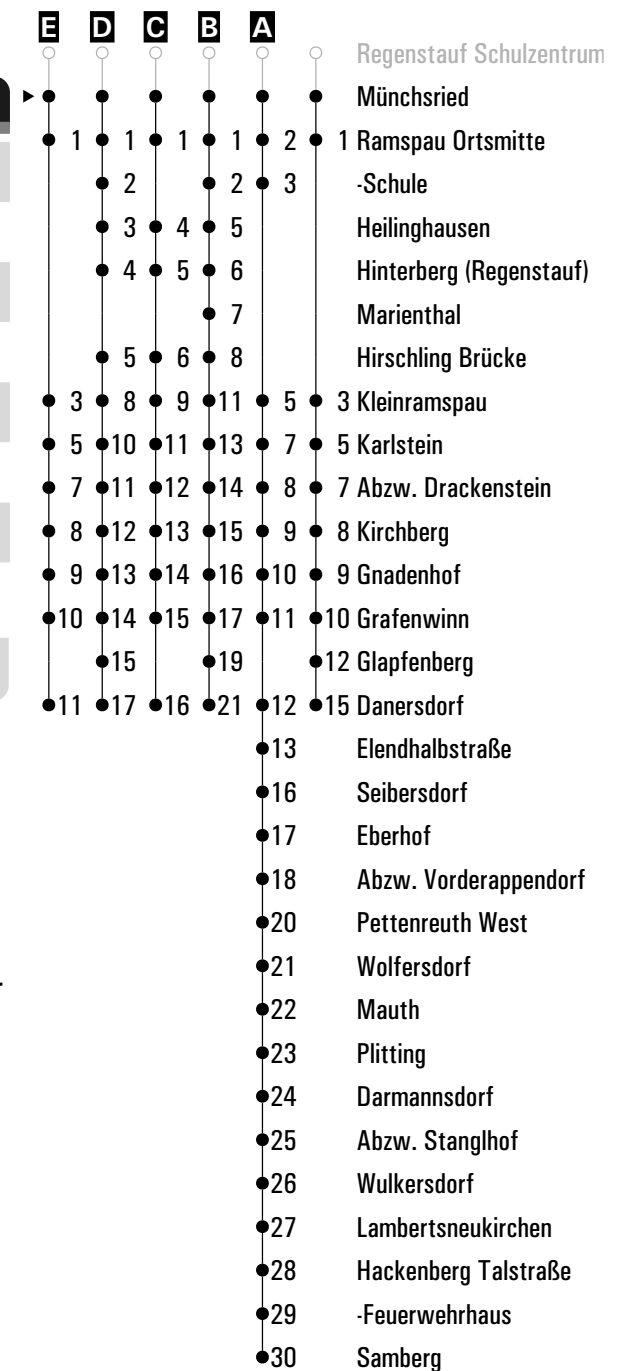 E D C B A
Regenstauf Schulzentrum
Münchsried
1 1 1 1 2 1 Ramspau Ortsmitte
2 2 3 -Schule
3 4 5 Heilinghausen
4 5 6 Hinterberg (Regenstauf)
7 Marienthal
5 6 8 Hirschling Brücke
3 8 9 11 5 3 Kleinramspau
5 10 11 13 7 5 Karlstein
7 11 12 14 8 7 Abzw. Drackenstein
8 12 13 15 9 8 Kirchberg
9 13 14 16 10 9 Gnadenhof
10 14 15 17 11 10 Grafenwinn
15 19 12 Glapfenberg
11 17 16 21 12 15 Danersdorf
13 Elendhalbstraße
16 Seibersdorf
17 Eberhof
18 Abzw. Vorderappendorf
20 Pettenreuth West
21 Wolfersdorf
22 Mauth
23 Plitting
24 Darmannsdorf
25 Abzw. Stanglhof
26 Wulkersdorf
27 Lambertsneukirchen
28 Hackenberg Talstraße
29 -Feuerwehrhaus
30 Samberg